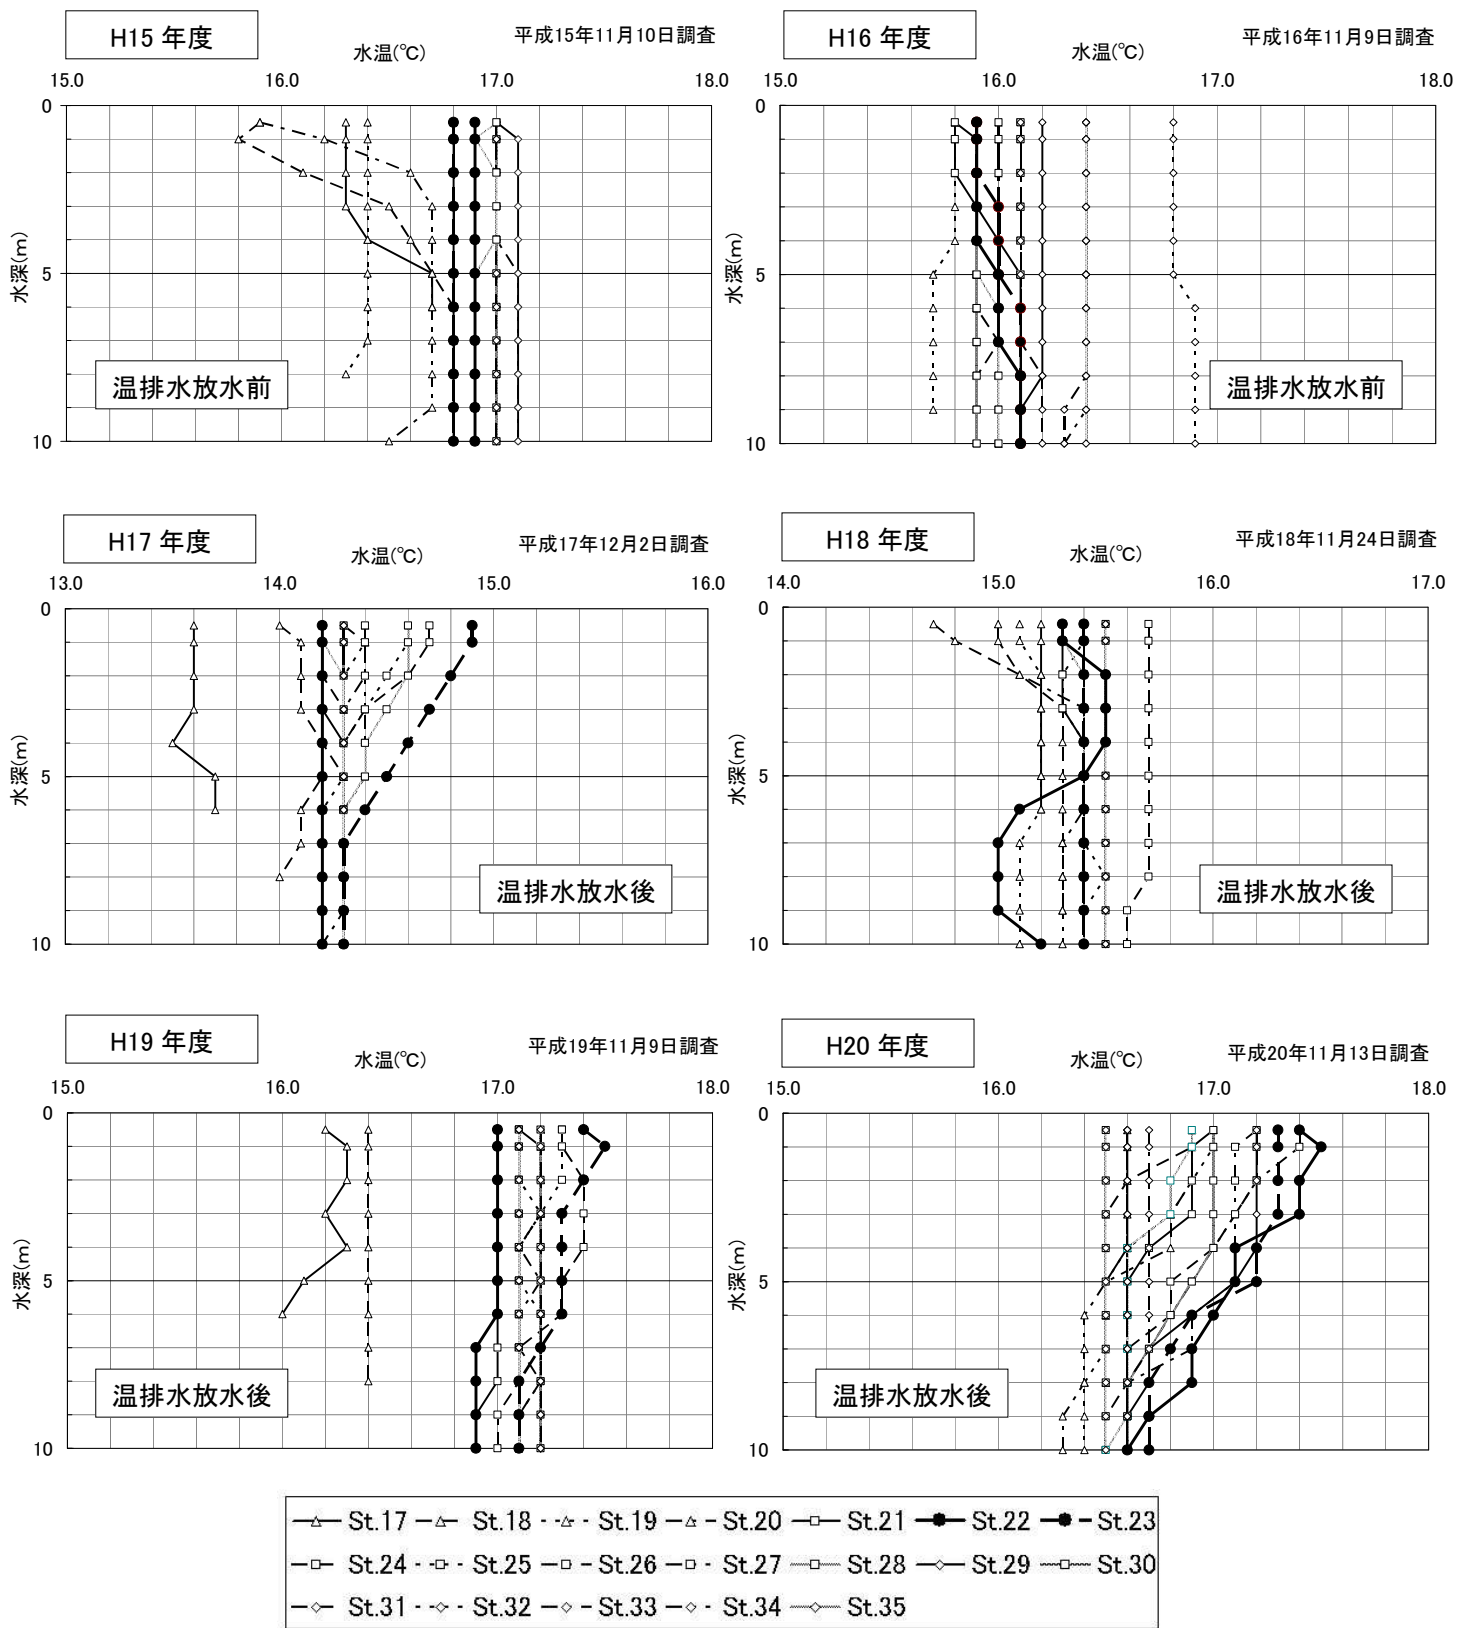 H15 年度
水温(℃)
平成15年11月10日調査
15.0 16.0 17.0 18.0
0
5
10
水深(m)
温排水放水前
H16 年度
水温(℃)
平成16年11月9日調査
15.0 16.0 17.0 18.0
0
5
10
水深(m)
温排水放水前
H17 年度
水温(℃)
平成17年12月2日調査
13.0 14.0 15.0 16.0
0
5
10
水深(m)
温排水放水後
H18 年度
水温(℃)
平成18年11月24日調査
14.0 15.0 16.0 17.0
0
5
10
水深(m)
温排水放水後
H19 年度
水温(℃)
平成19年11月9日調査
15.0 16.0 17.0 18.0
0
5
10
水深(m)
温排水放水後
H20 年度
水温(℃)
平成20年11月13日調査
15.0 16.0 17.0 18.0
0
5
10
水深(m)
温排水放水後
St.17 St.18 St.19 St.20 St.21 St.22 St.23
St.24 St.25 St.26 St.27 St.28 St.29 St.30
St.31 St.32 St.33 St.34 St.35